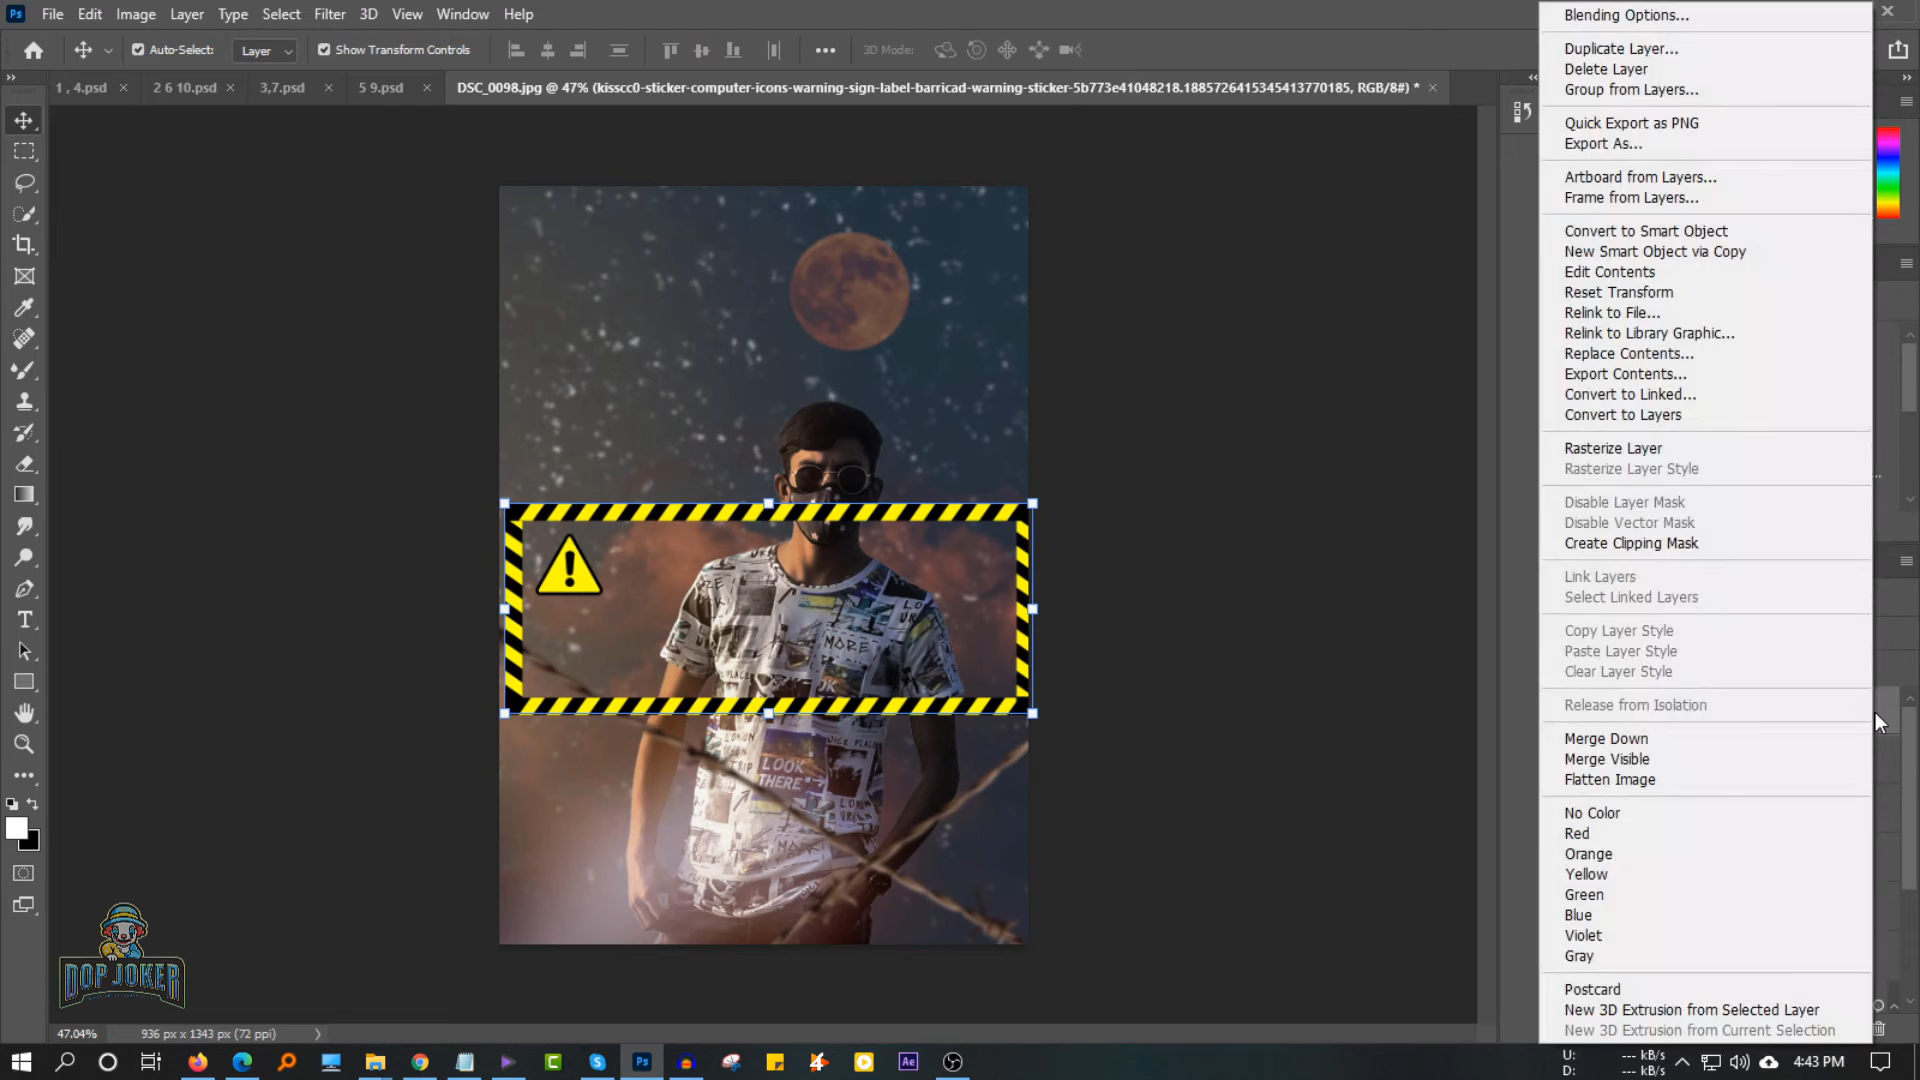 Ps File Edit Image Layer Type Select Filter 3D View Window Help
Auto-Select: Layer Show Transform Controls 3D Mode:
1 , 4.psd 2 6 10.psd 3,7.psd 5 9.psd DSC_0098.jpg @ 47% (kisscc0-sticker-computer-icons-warning-sign-label-barricad-warning-sticker-5b773e41048218.1885726415345413770185, RGB/8#) *
Blending Options...
Duplicate Layer...
Delete Layer
Group from Layers...
Quick Export as PNG
Export As...
Artboard from Layers...
Frame from Layers...
Convert to Smart Object
New Smart Object via Copy
Edit Contents
Reset Transform
Relink to File...
Relink to Library Graphic...
Replace Contents...
Export Contents...
Convert to Linked...
Convert to Layers
Rasterize Layer
Rasterize Layer Style
Disable Layer Mask
Disable Vector Mask
Create Clipping Mask
Link Layers
Select Linked Layers
Copy Layer Style
Paste Layer Style
Clear Layer Style
Release from Isolation
Merge Down
Merge Visible
Flatten Image
No Color
Red
Orange
Yellow
Green
Blue
Violet
Gray
Postcard
New 3D Extrusion from Selected Layer
New 3D Extrusion from Current Selection
MORE
LOOK
THERE
DOP JOKER
47.04% 936 px x 1343 px (72 ppi)
Ps Ae
U: --- kB/s
D: --- kB/s
4:43 PM